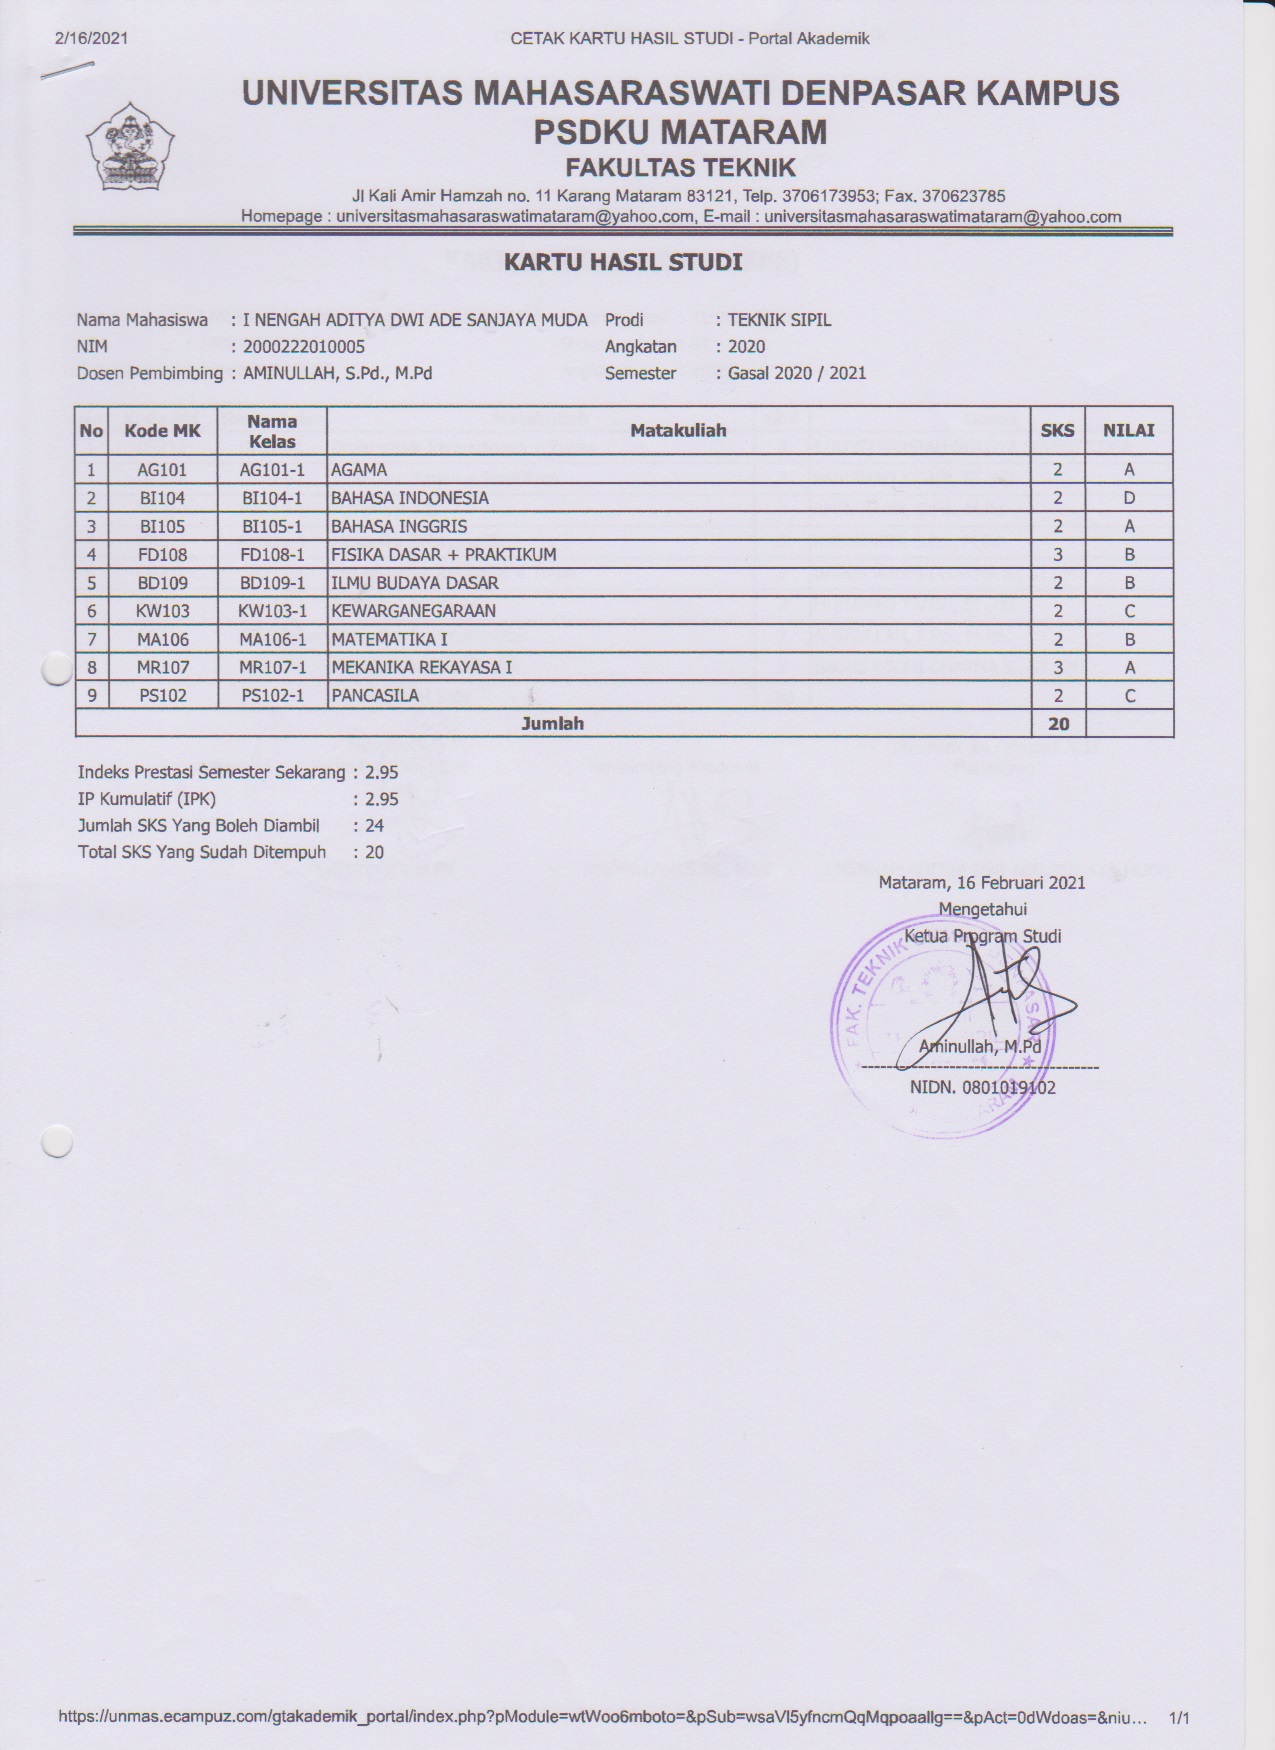 2/16/2021 CETAK KARTU HASIL STUDI - Portal Akademik
UNIVERSITAS MAHASARASWATI DENPASAR KAMPUS
PSDKU MATARAM
FAKULTAS TEKNIK
Jl Kali Amir Hamzah no. 11 Karang Mataram 83121, Telp. 3706173953; Fax. 370623785
Homepage : universitasmahasaraswatimataram@yahoo.com, E-mail : universitasmahasaraswatimataram@yahoo.com
KARTU HASIL STUDI
Nama Mahasiswa : I NENGAH ADITYA DWI ADE SANJAYA MUDA Prodi : TEKNIK SIPIL
NIM : 2000222010005 Angkatan : 2020
Dosen Pembimbing : AMINULLAH, S.Pd., M.Pd Semester : Gasal 2020 / 2021
No Kode MK Nama Kelas Matakuliah SKS NILAI
1 AG101 AG101-1 AGAMA 2 A
2 BI104 BI104-1 BAHASA INDONESIA 2 D
3 BI105 BI105-1 BAHASA INGGRIS 2 A
4 FD108 FD108-1 FISIKA DASAR + PRAKTIKUM 3 B
5 BD109 BD109-1 ILMU BUDAYA DASAR 2 B
6 KW103 KW103-1 KEWARGANEGARAAN 2 C
7 MA106 MA106-1 MATEMATIKA I 2 B
8 MR107 MR107-1 MEKANIKA REKAYASA I 3 A
9 PS102 PS102-1 PANCASILA 2 C
Jumlah 20
Indeks Prestasi Semester Sekarang : 2.95
IP Kumulatif (IPK) : 2.95
Jumlah SKS Yang Boleh Diambil : 24
Total SKS Yang Sudah Ditempuh : 20
Mataram, 16 Februari 2021
Mengetahui
Ketua Program Studi
FAK. TEKNIK
Aminullah, M.Pd
NIDN. 0801019102
https://unmas.ecampuz.com/gtakademik_portal/index.php?pModule=wtWoo6mboto=&pSub=wsaVl5yfncmQqMqpoaallg==&pAct=0dWdoas=&niu... 1/1